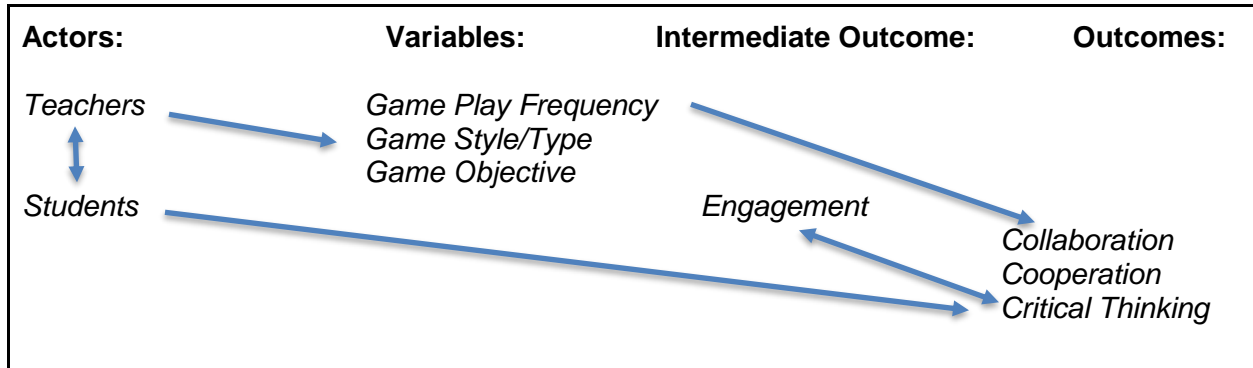 Actors: Variables: Intermediate Outcome: Outcomes:
Teachers Game Play Frequency
Game Style/Type
Game Objective
Students Engagement
Collaboration
Cooperation
Critical Thinking